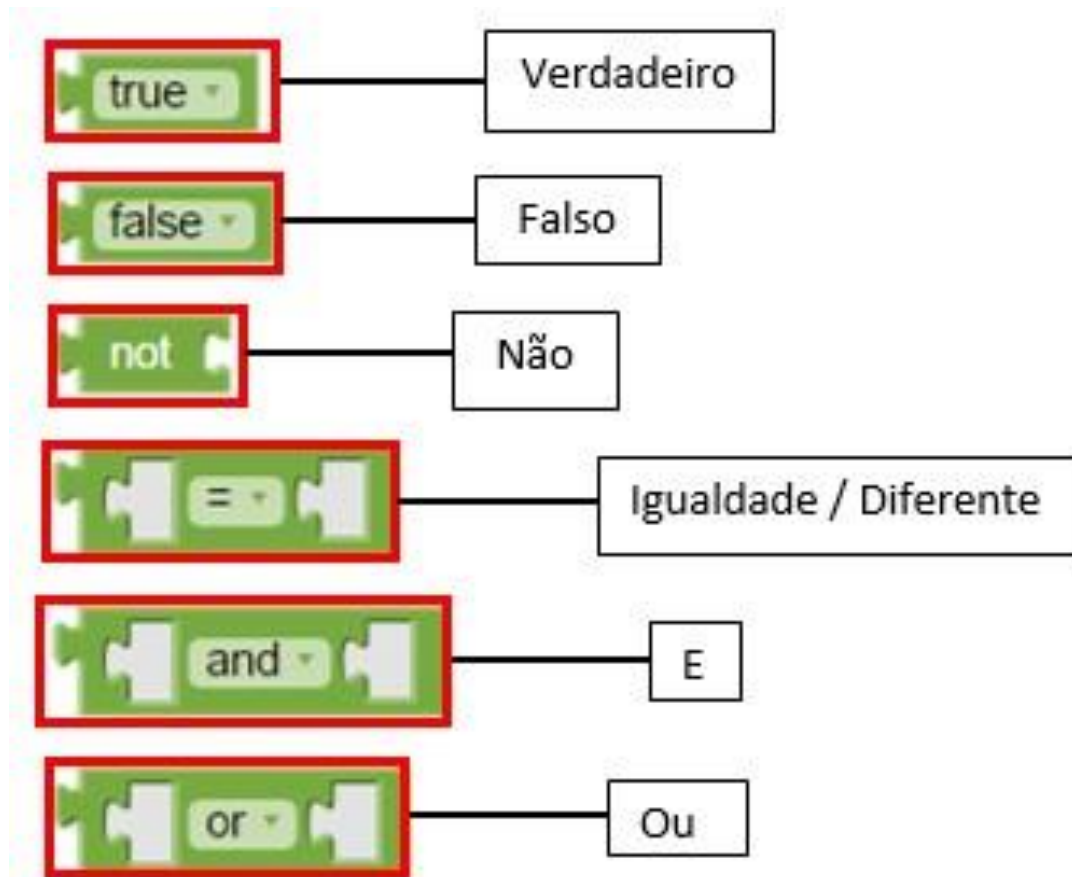 true Verdadeiro
false Falso
not Não
= Igualdade / Diferente
and E
or Ou